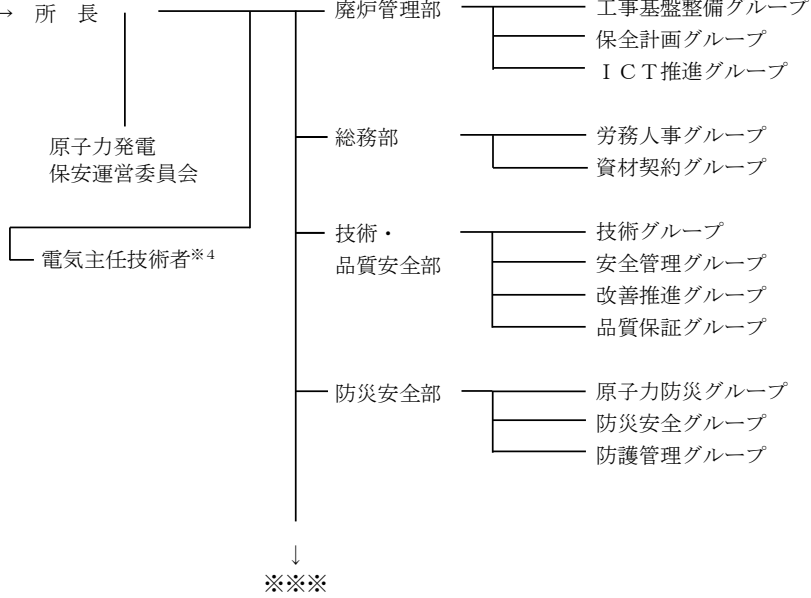 → 所 長
廃炉管理部
工事基盤整備グループ
保全計画グループ
ＩＣＴ推進グループ
原子力発電
保安運営委員会
総務部
労務人事グループ
資材契約グループ
電気主任技術者※4
技術・
品質安全部
技術グループ
安全管理グループ
改善推進グループ
品質保証グループ
防災安全部
原子力防災グループ
防災安全グループ
防護管理グループ
↓
※※※